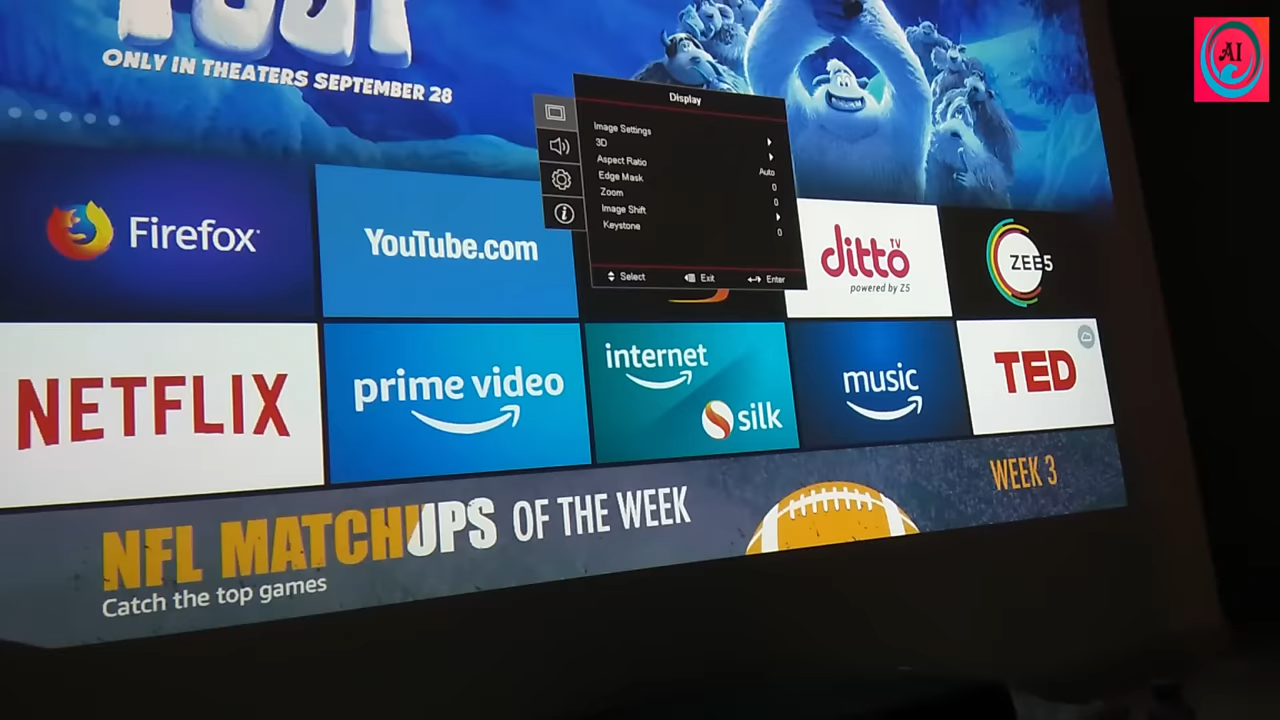 ONLY IN THEATERS SEPTEMBER 28
AI
Display
Image Settings
3D
Aspect Ratio
Auto
Edge Mask
0
Zoom
0
Image Shift
Keystone
0
Select
Exit
Enter
Firefox
YouTube.com
ditto TV
powered by Z5
ZEE5
NETFLIX
prime video
internet
silk
music
TED
NFL MATCHUPS OF THE WEEK
WEEK 3
Catch the top games